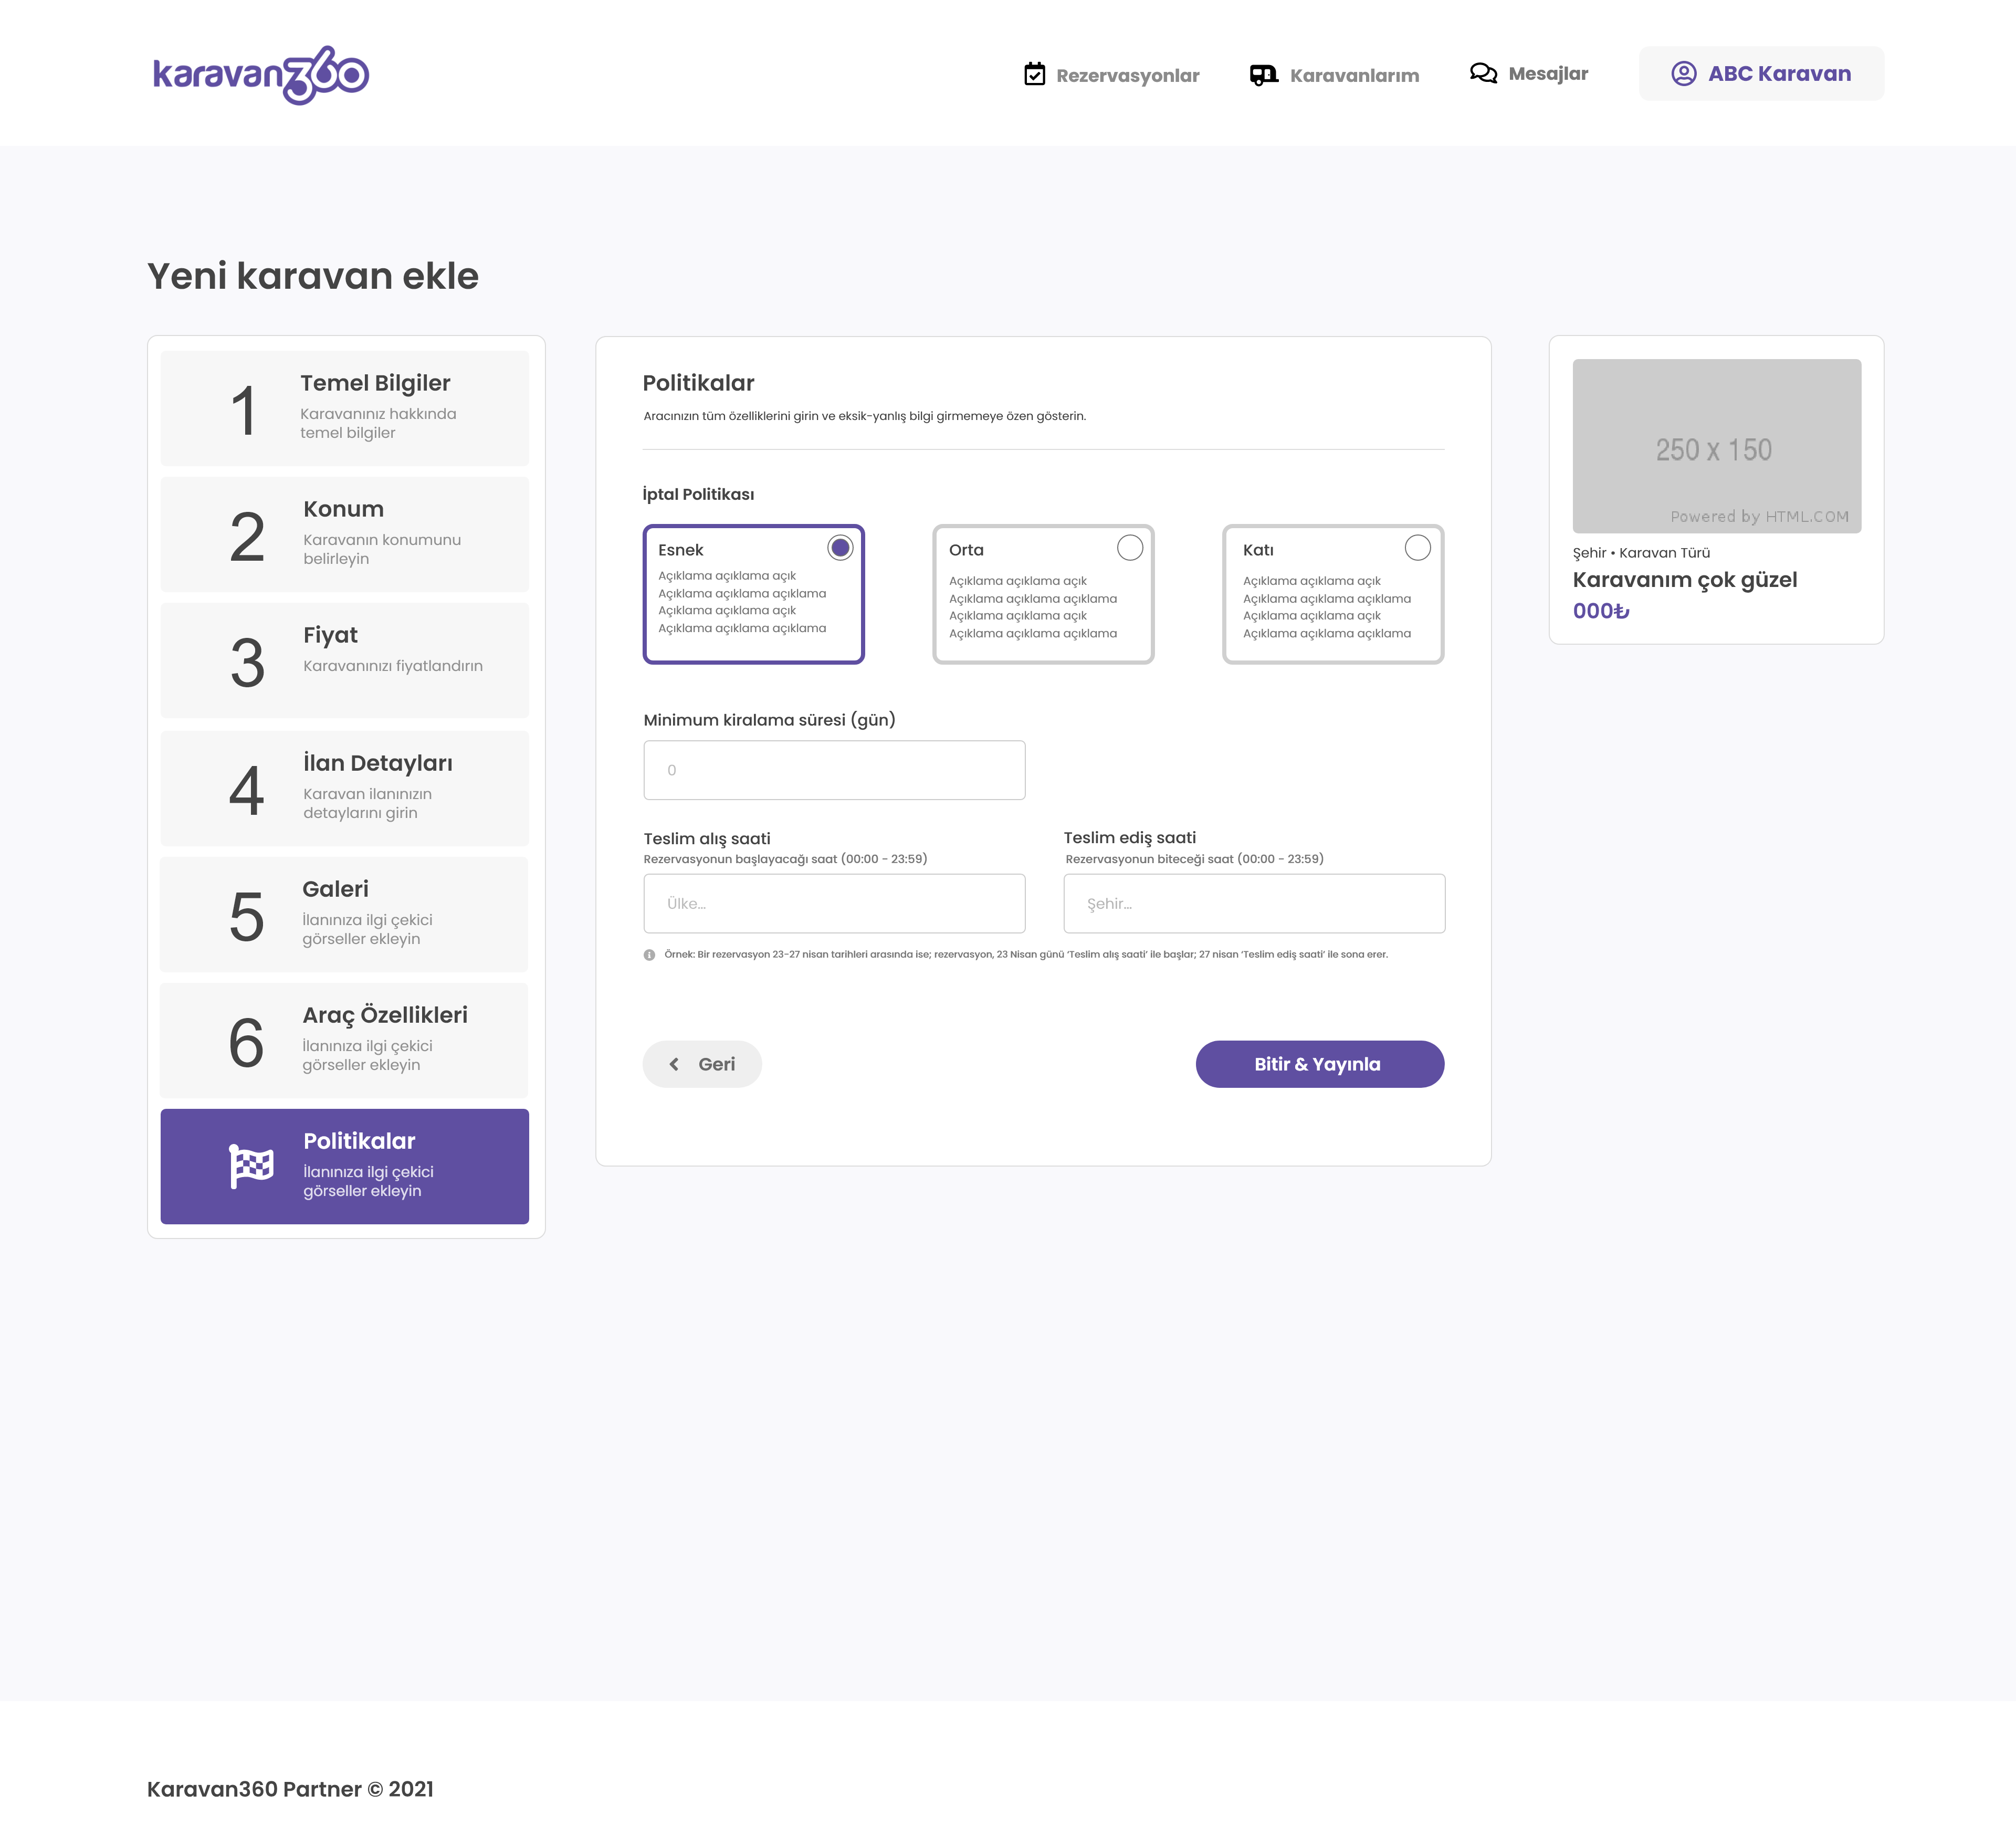 karavan360
Rezervasyonlar
Karavanlarım
Mesajlar
ABC Karavan
Yeni karavan ekle
1
Temel Bilgiler
Karavanınız hakkında
temel bilgiler
2
Konum
Karavanın konumunu
belirleyin
3
Fiyat
Karavanınızı fiyatlandırın
4
İlan Detayları
Karavan ilanınızın
detaylarını girin
5
Galeri
İlanınıza ilgi çekici
görseller ekleyin
6
Araç Özellikleri
İlanınıza ilgi çekici
görseller ekleyin
Politikalar
İlanınıza ilgi çekici
görseller ekleyin
Politikalar
Aracınızın tüm özelliklerini girin ve eksik-yanlış bilgi girmemeye özen gösterin.
İptal Politikası
Esnek
Açıklama açıklama açık
Açıklama açıklama açıklama
Açıklama açıklama açık
Açıklama açıklama açıklama
Orta
Açıklama açıklama açık
Açıklama açıklama açıklama
Açıklama açıklama açık
Açıklama açıklama açıklama
Katı
Açıklama açıklama açık
Açıklama açıklama açıklama
Açıklama açıklama açık
Açıklama açıklama açıklama
Minimum kiralama süresi (gün)
0
Teslim alış saati
Rezervasyonun başlayacağı saat (00:00 - 23:59)
Ülke...
Teslim ediş saati
Rezervasyonun biteceği saat (00:00 - 23:59)
Şehir...
Örnek: Bir rezervasyon 23-27 nisan tarihleri arasında ise; rezervasyon, 23 Nisan günü ‘Teslim alış saati’ ile başlar; 27 nisan ‘Teslim ediş saati’ ile sona erer.
Geri
Bitir & Yayınla
250 x 150
Powered by HTML.COM
Şehir • Karavan Türü
Karavanım çok güzel
000₺
Karavan360 Partner © 2021